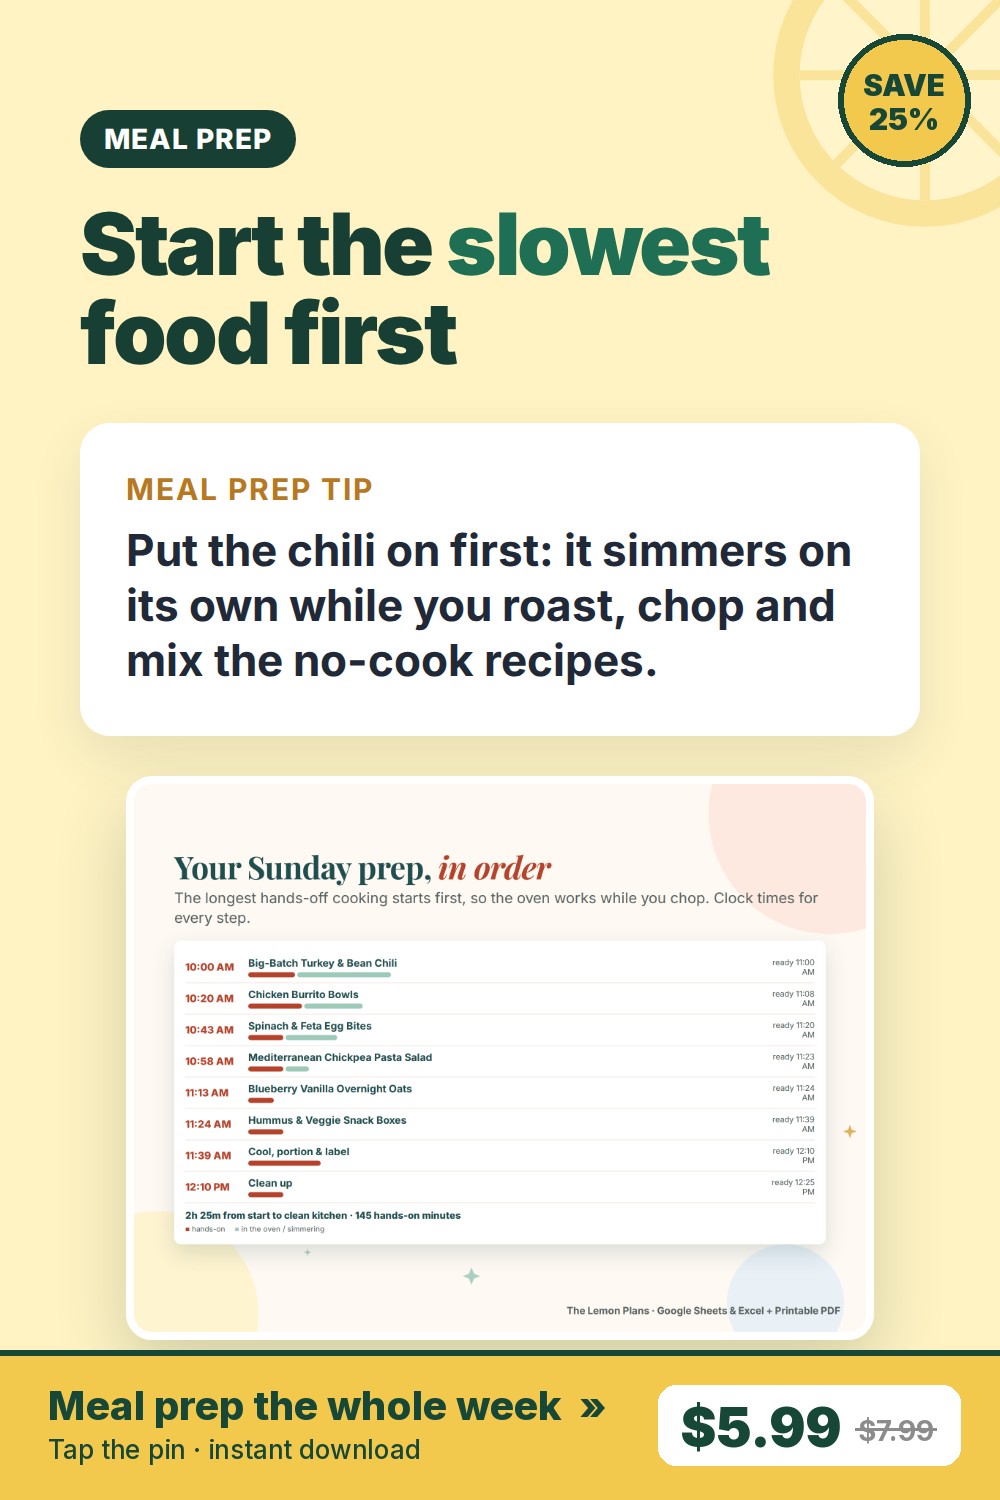 SAVE
25%
MEAL PREP
Start the slowest
food first
MEAL PREP TIP
Put the chili on first: it simmers on
its own while you roast, chop and
mix the no-cook recipes.
Your Sunday prep, in order
The longest hands-off cooking starts first, so the oven works while you chop. Clock times for
every step.
10:00 AM Big-Batch Turkey & Bean Chili ready 11:00
AM
10:20 AM Chicken Burrito Bowls ready 11:08
AM
10:43 AM Spinach & Feta Egg Bites ready 11:20
AM
10:58 AM Mediterranean Chickpea Pasta Salad ready 11:23
AM
11:13 AM Blueberry Vanilla Overnight Oats ready 11:24
AM
11:24 AM Hummus & Veggie Snack Boxes ready 11:39
AM
11:39 AM Cool, portion & label ready 12:10
PM
12:10 PM Clean up ready 12:25
PM
2h 25m from start to clean kitchen · 145 hands-on minutes
hands-on in the oven / simmering
The Lemon Plans · Google Sheets & Excel + Printable PDF
Meal prep the whole week »
Tap the pin · instant download
$5.99 $7.99